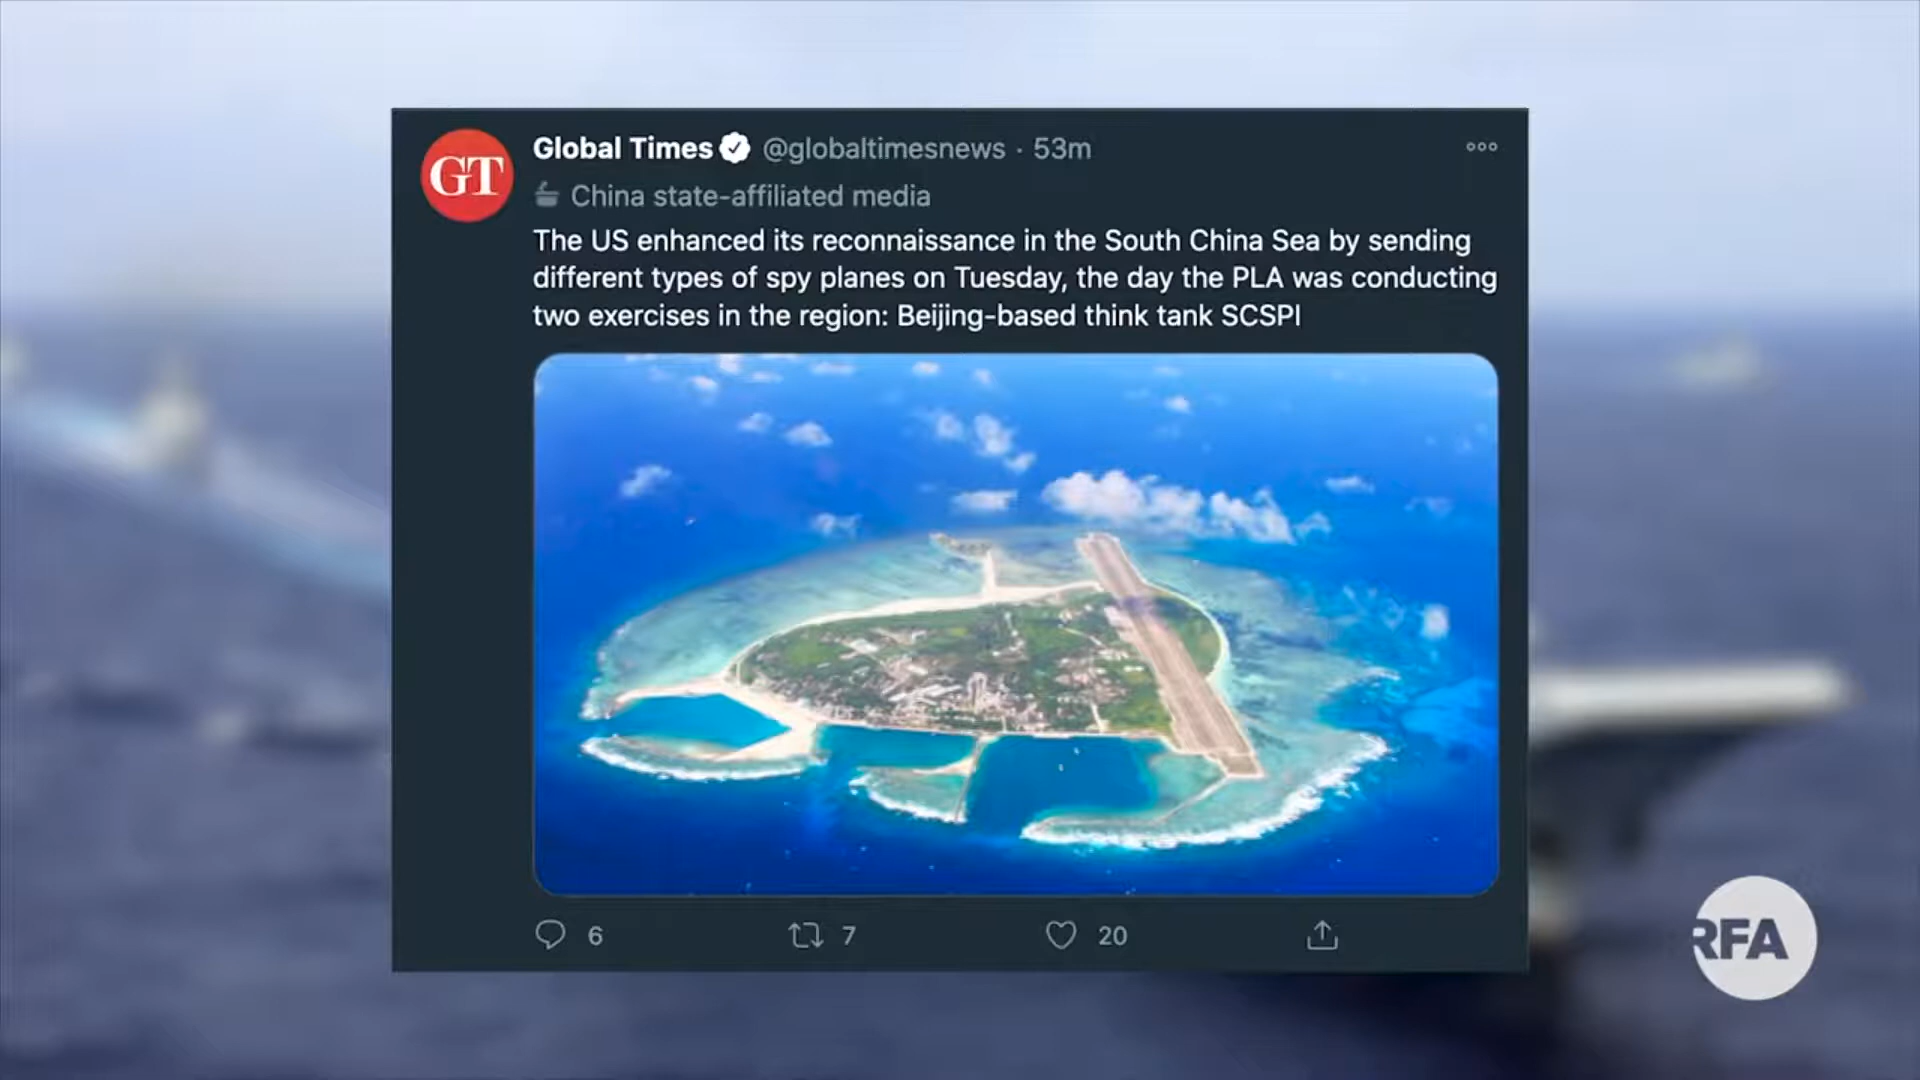 GT
Global Times @globaltimesnews · 53m
China state-affiliated media
The US enhanced its reconnaissance in the South China Sea by sending
different types of spy planes on Tuesday, the day the PLA was conducting
two exercises in the region: Beijing-based think tank SCSPI
6 7 20
RFA